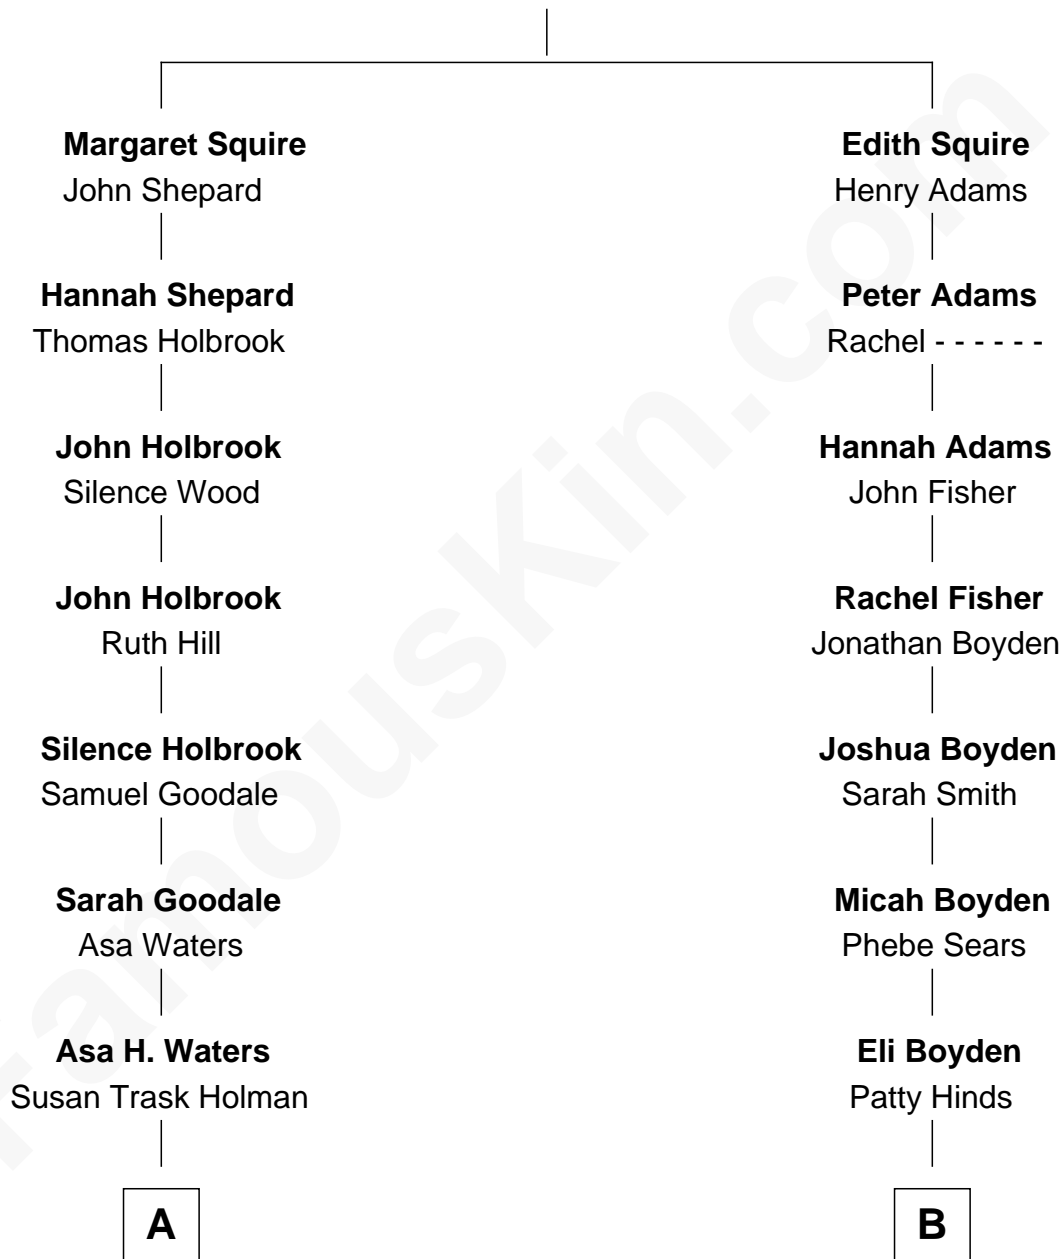 Margaret Squire
John Shepard
Edith Squire
Henry Adams
Hannah Shepard
Thomas Holbrook
Peter Adams
Rachel - - - - - -
John Holbrook
Silence Wood
Hannah Adams
John Fisher
John Holbrook
Ruth Hill
Rachel Fisher
Jonathan Boyden
Silence Holbrook
Samuel Goodale
Joshua Boyden
Sarah Smith
Sarah Goodale
Asa Waters
Micah Boyden
Phebe Sears
Asa H. Waters
Susan Trask Holman
Eli Boyden
Patty Hinds
A
B
FamousKin.com